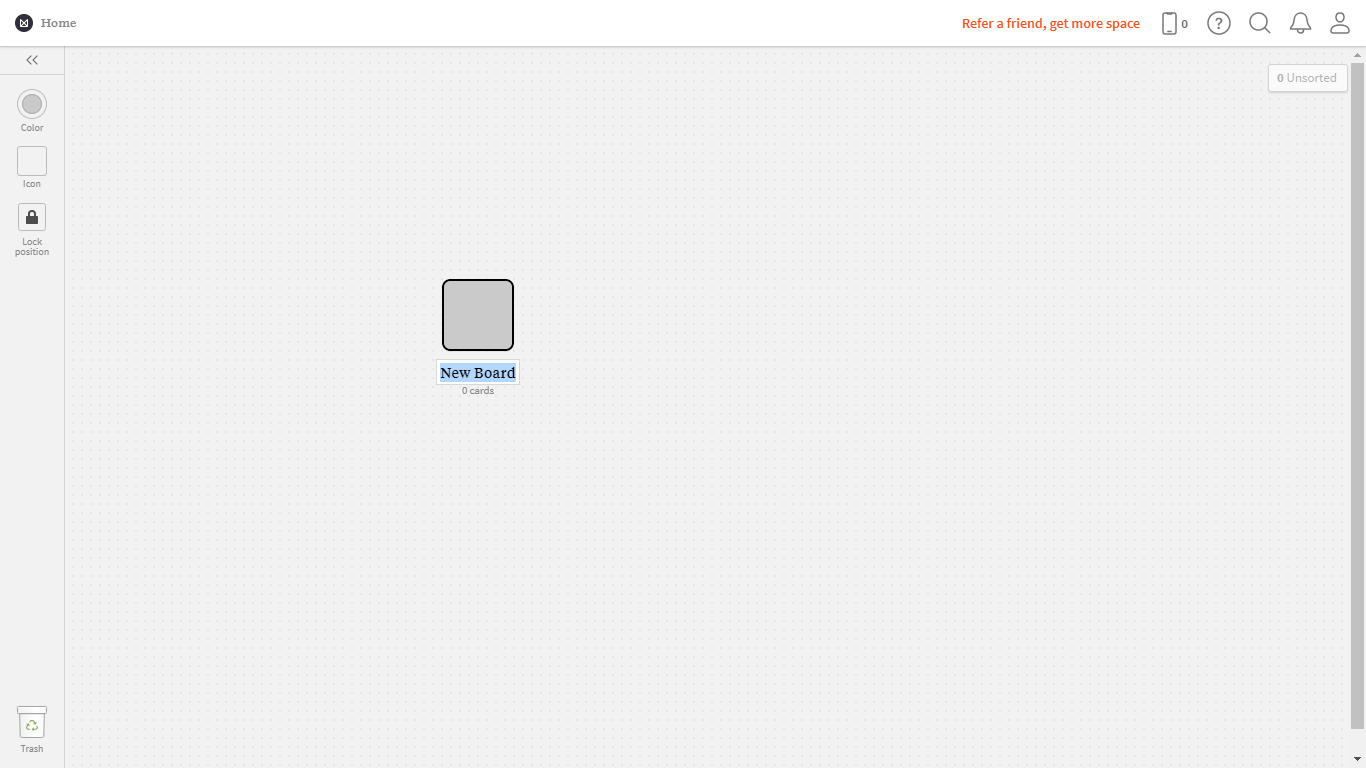 Home
Refer a friend, get more space
0
?
0 Unsorted
Color
Icon
Lock
position
New Board
0 cards
Trash